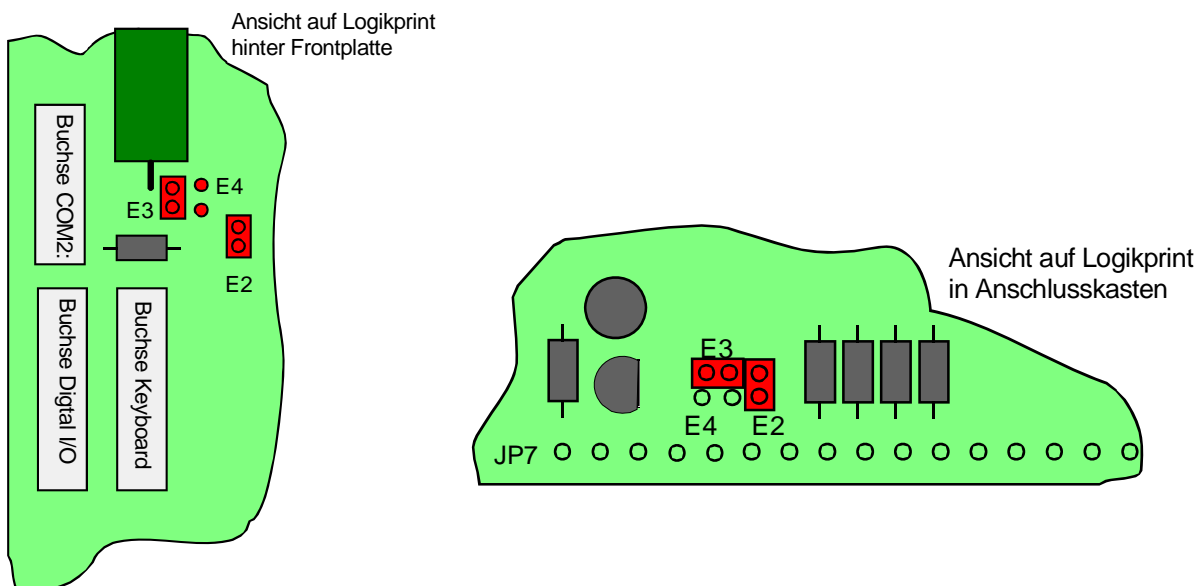 Ansicht auf Logikprint
hinter Frontplatte
Buchse COM2:
E4
E3
E2
Buchse Digtal I/O
Buchse Keyboard
Ansicht auf Logikprint
in Anschlusskasten
E3
E4
E2
JP7